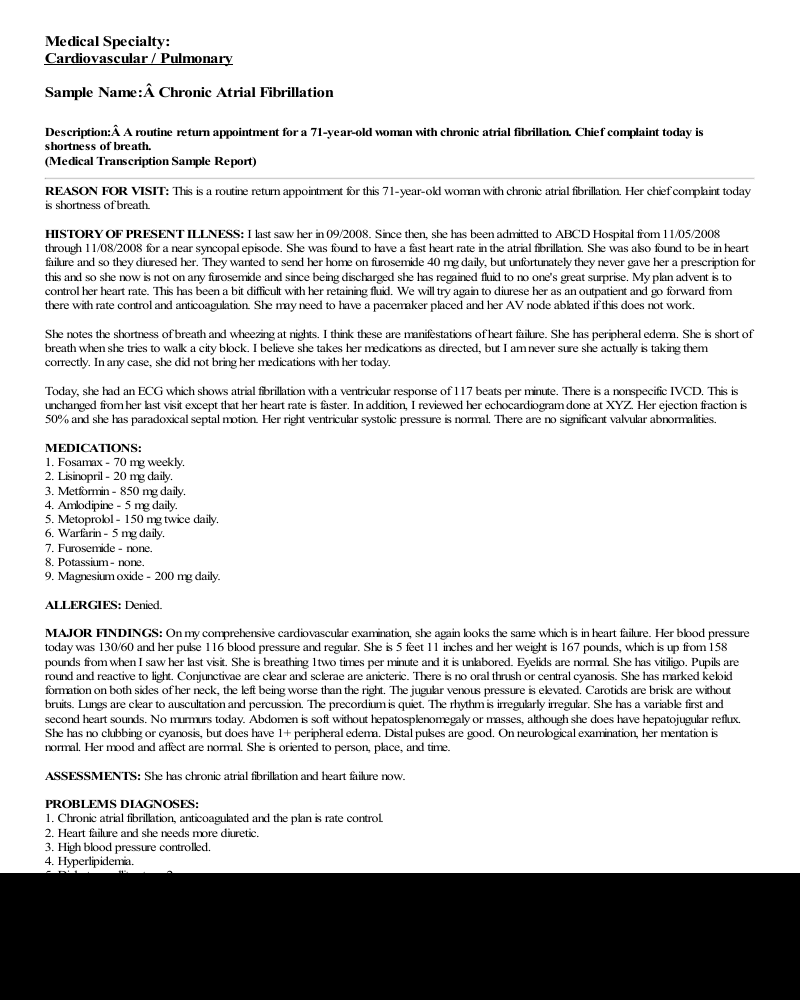 Medical Specialty:
Cardiovascular / Pulmonary
Sample Name:Â Chronic Atrial Fibrillation
Description:Â A routine return appointment for a 71-year-old woman with chronic atrial fibrillation. Chief complaint today is
shortness of breath.
(Medical Transcription Sample Report)
REASON FOR VISIT: This is a routine return appointment for this 71-year-old woman with chronic atrial fibrillation. Her chief complaint today
is shortness of breath.
HISTORY OF PRESENT ILLNESS: I last saw her in 09/2008. Since then, she has been admitted to ABCD Hospital from 11/05/2008
through 11/08/2008 for a near syncopal episode. She was found to have a fast heart rate in the atrial fibrillation. She was also found to be in heart
failure and so they diuresed her. They wanted to send her home on furosemide 40 mg daily, but unfortunately they never gave her a prescription for
this and so she now is not on any furosemide and since being discharged she has regained fluid to no one's great surprise. My plan advent is to
control her heart rate. This has been a bit difficult with her retaining fluid. We will try again to diurese her as an outpatient and go forward from
there with rate control and anticoagulation. She may need to have a pacemaker placed and her AV node ablated if this does not work.
She notes the shortness of breath and wheezing at nights. I think these are manifestations of heart failure. She has peripheral edema. She is short of
breath when she tries to walk a city block. I believe she takes her medications as directed, but I am never sure she actually is taking them
correctly. In any case, she did not bring her medications with her today.
Today, she had an ECG which shows atrial fibrillation with a ventricular response of 117 beats per minute. There is a nonspecific IVCD. This is
unchanged from her last visit except that her heart rate is faster. In addition, I reviewed her echocardiogram done at XYZ. Her ejection fraction is
50% and she has paradoxical septal motion. Her right ventricular systolic pressure is normal. There are no significant valvular abnormalities.
MEDICATIONS:
1. Fosamax - 70 mg weekly.
2. Lisinopril - 20 mg daily.
3. Metformin - 850 mg daily.
4. Amlodipine - 5 mg daily.
5. Metoprolol - 150 mg twice daily.
6. Warfarin - 5 mg daily.
7. Furosemide - none.
8. Potassium - none.
9. Magnesium oxide - 200 mg daily.
ALLERGIES: Denied.
MAJOR FINDINGS: On my comprehensive cardiovascular examination, she again looks the same which is in heart failure. Her blood pressure
today was 130/60 and her pulse 116 blood pressure and regular. She is 5 feet 11 inches and her weight is 167 pounds, which is up from 158
pounds from when I saw her last visit. She is breathing 1two times per minute and it is unlabored. Eyelids are normal. She has vitiligo. Pupils are
round and reactive to light. Conjunctivae are clear and sclerae are anicteric. There is no oral thrush or central cyanosis. She has marked keloid
formation on both sides of her neck, the left being worse than the right. The jugular venous pressure is elevated. Carotids are brisk are without
bruits. Lungs are clear to auscultation and percussion. The precordium is quiet. The rhythm is irregularly irregular. She has a variable first and
second heart sounds. No murmurs today. Abdomen is soft without hepatosplenomegaly or masses, although she does have hepatojugular reflux.
She has no clubbing or cyanosis, but does have 1+ peripheral edema. Distal pulses are good. On neurological examination, her mentation is
normal. Her mood and affect are normal. She is oriented to person, place, and time.
ASSESSMENTS: She has chronic atrial fibrillation and heart failure now.
PROBLEMS DIAGNOSES:
1. Chronic atrial fibrillation, anticoagulated and the plan is rate control.
2. Heart failure and she needs more diuretic.
3. High blood pressure controlled.
4. Hyperlipidemia.